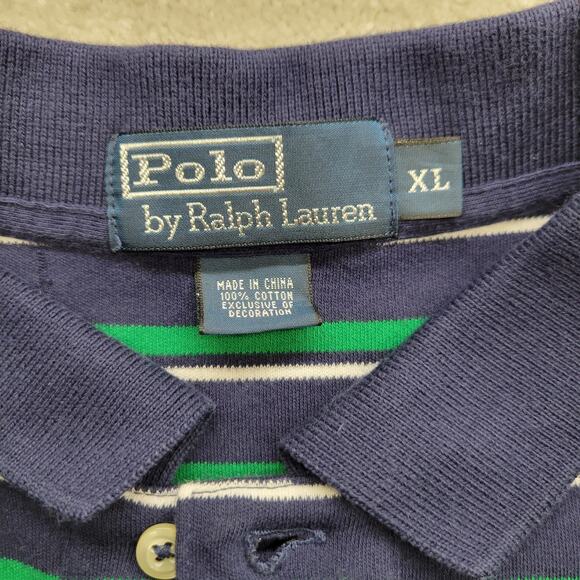 Polo
by Ralph Lauren
XL
MADE IN CHINA
100% COTTON
EXCLUSIVE OF
DECORATION